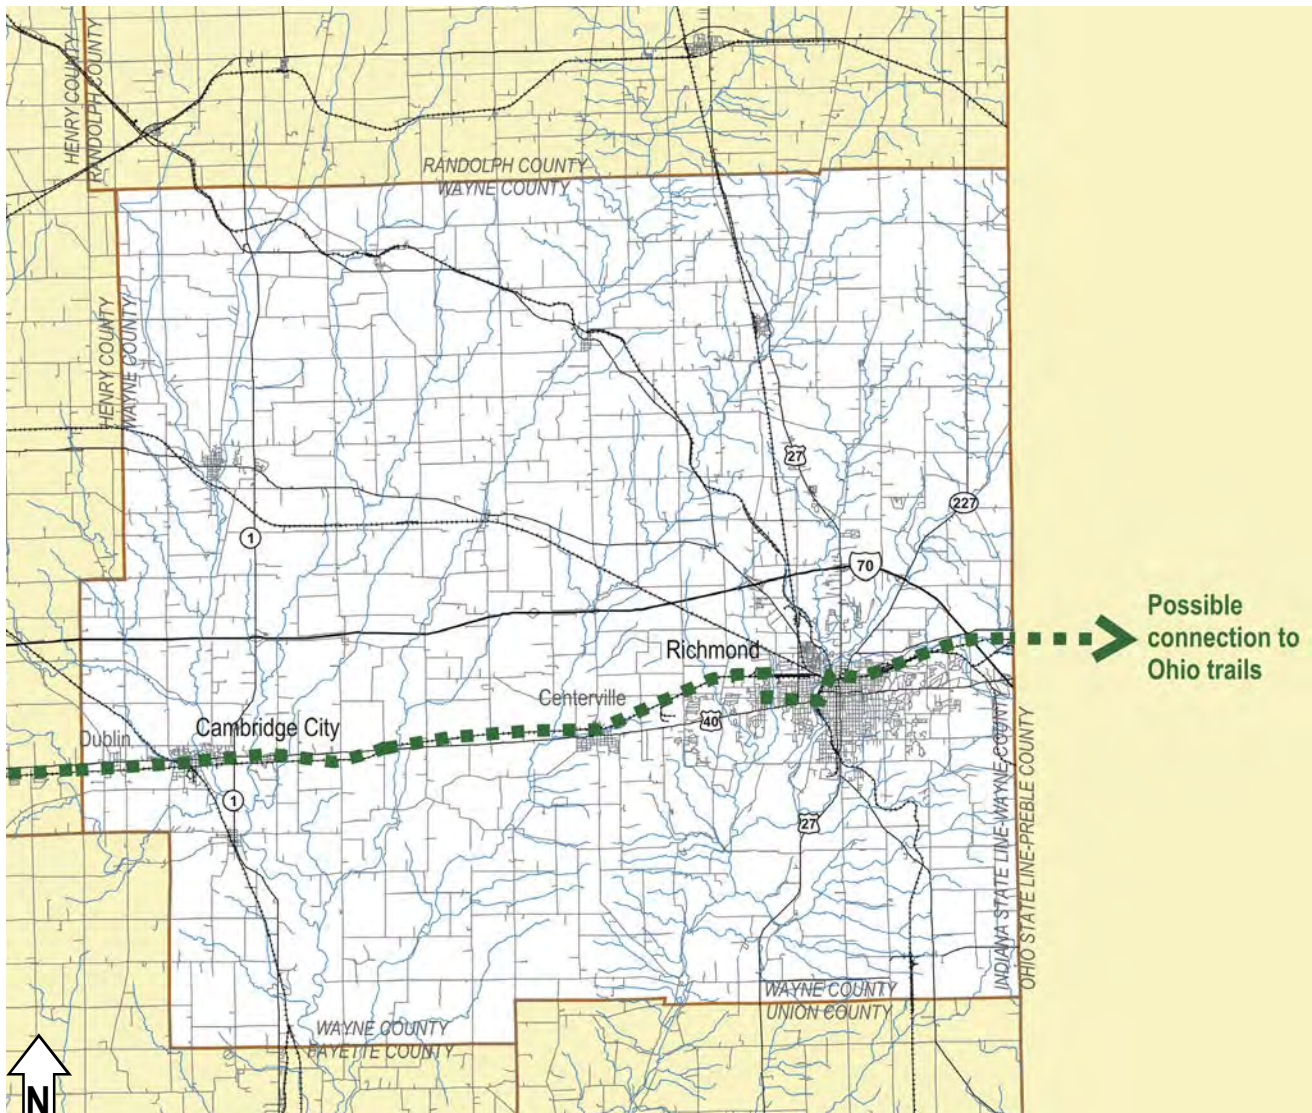 HENRY COUNTY
RANDOLPH COUNTY
RANDOLPH COUNTY
WAYNE COUNTY
HENRY COUNTY
WAYNE COUNTY
27
227
1
70
Possible
connection to
Ohio trails
Richmond
Centerville
40
Cambridge City
Dublin
1
27
INDIANA STATE LINE-WAYNE COUNTY
OHIO STATE LINE-PREBLE COUNTY
WAYNE COUNTY
UNION COUNTY
WAYNE COUNTY
FAYETTE COUNTY
N